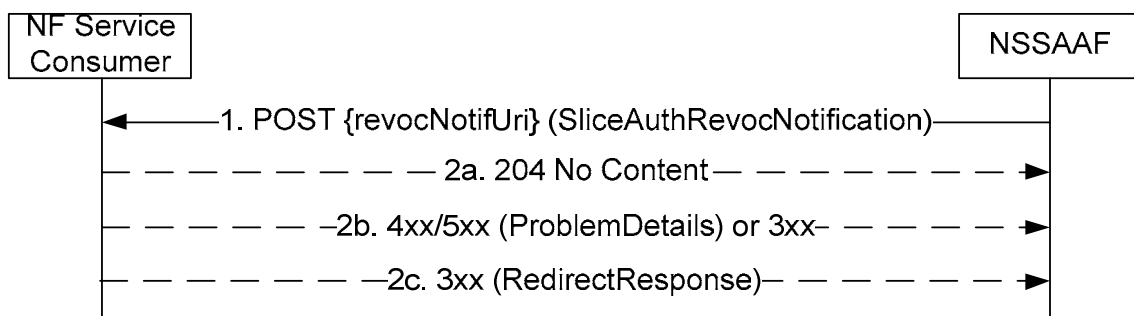 NF Service
Consumer
NSSAAF
1. POST {revocNotifUri} (SliceAuthRevocNotification)
2a. 204 No Content
2b. 4xx/5xx (ProblemDetails) or 3xx
2c. 3xx (RedirectResponse)